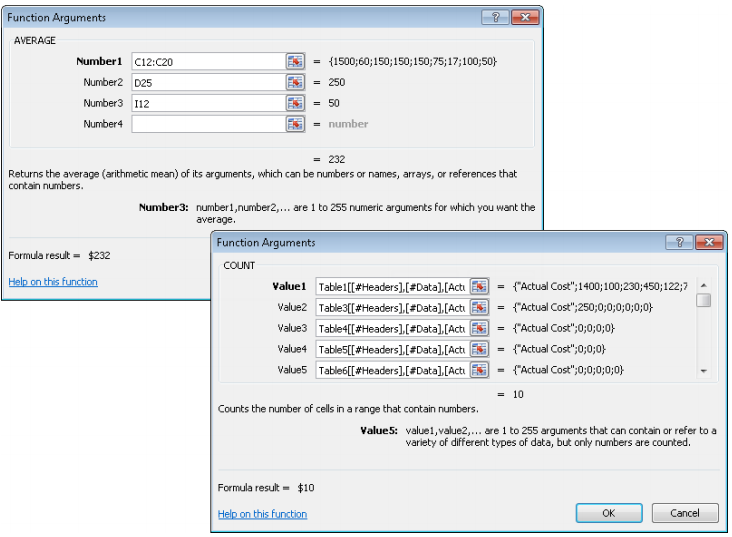 Function Arguments
AVERAGE
Number1 C12:C20 = {1500;60;150;150;150;75;17;100;50}
Number2 D25 = 250
Number3 I12 = 50
Number4 = number
= 232
Returns the average (arithmetic mean) of its arguments, which can be numbers or names, arrays, or references that
contain numbers.
Number3: number1,number2,... are 1 to 255 numeric arguments for which you want the
average.
Formula result = $232
Help on this function
Function Arguments
COUNT
Value1 Table1[[#Headers],[#Data],[Actu = {"Actual Cost";1400;100;230;450;122;7
Value2 Table3[[#Headers],[#Data],[Actu = {"Actual Cost";250;0;0;0;0;0;0}
Value3 Table4[[#Headers],[#Data],[Actu = {"Actual Cost";0;0;0;0}
Value4 Table5[[#Headers],[#Data],[Actu = {"Actual Cost";0;0;0}
Value5 Table6[[#Headers],[#Data],[Actu = {"Actual Cost";0;0;0;0;0}
= 10
Counts the number of cells in a range that contain numbers.
Value5: value1,value2,... are 1 to 255 arguments that can contain or refer to a
variety of different types of data, but only numbers are counted.
Formula result = $10
Help on this function
OK Cancel